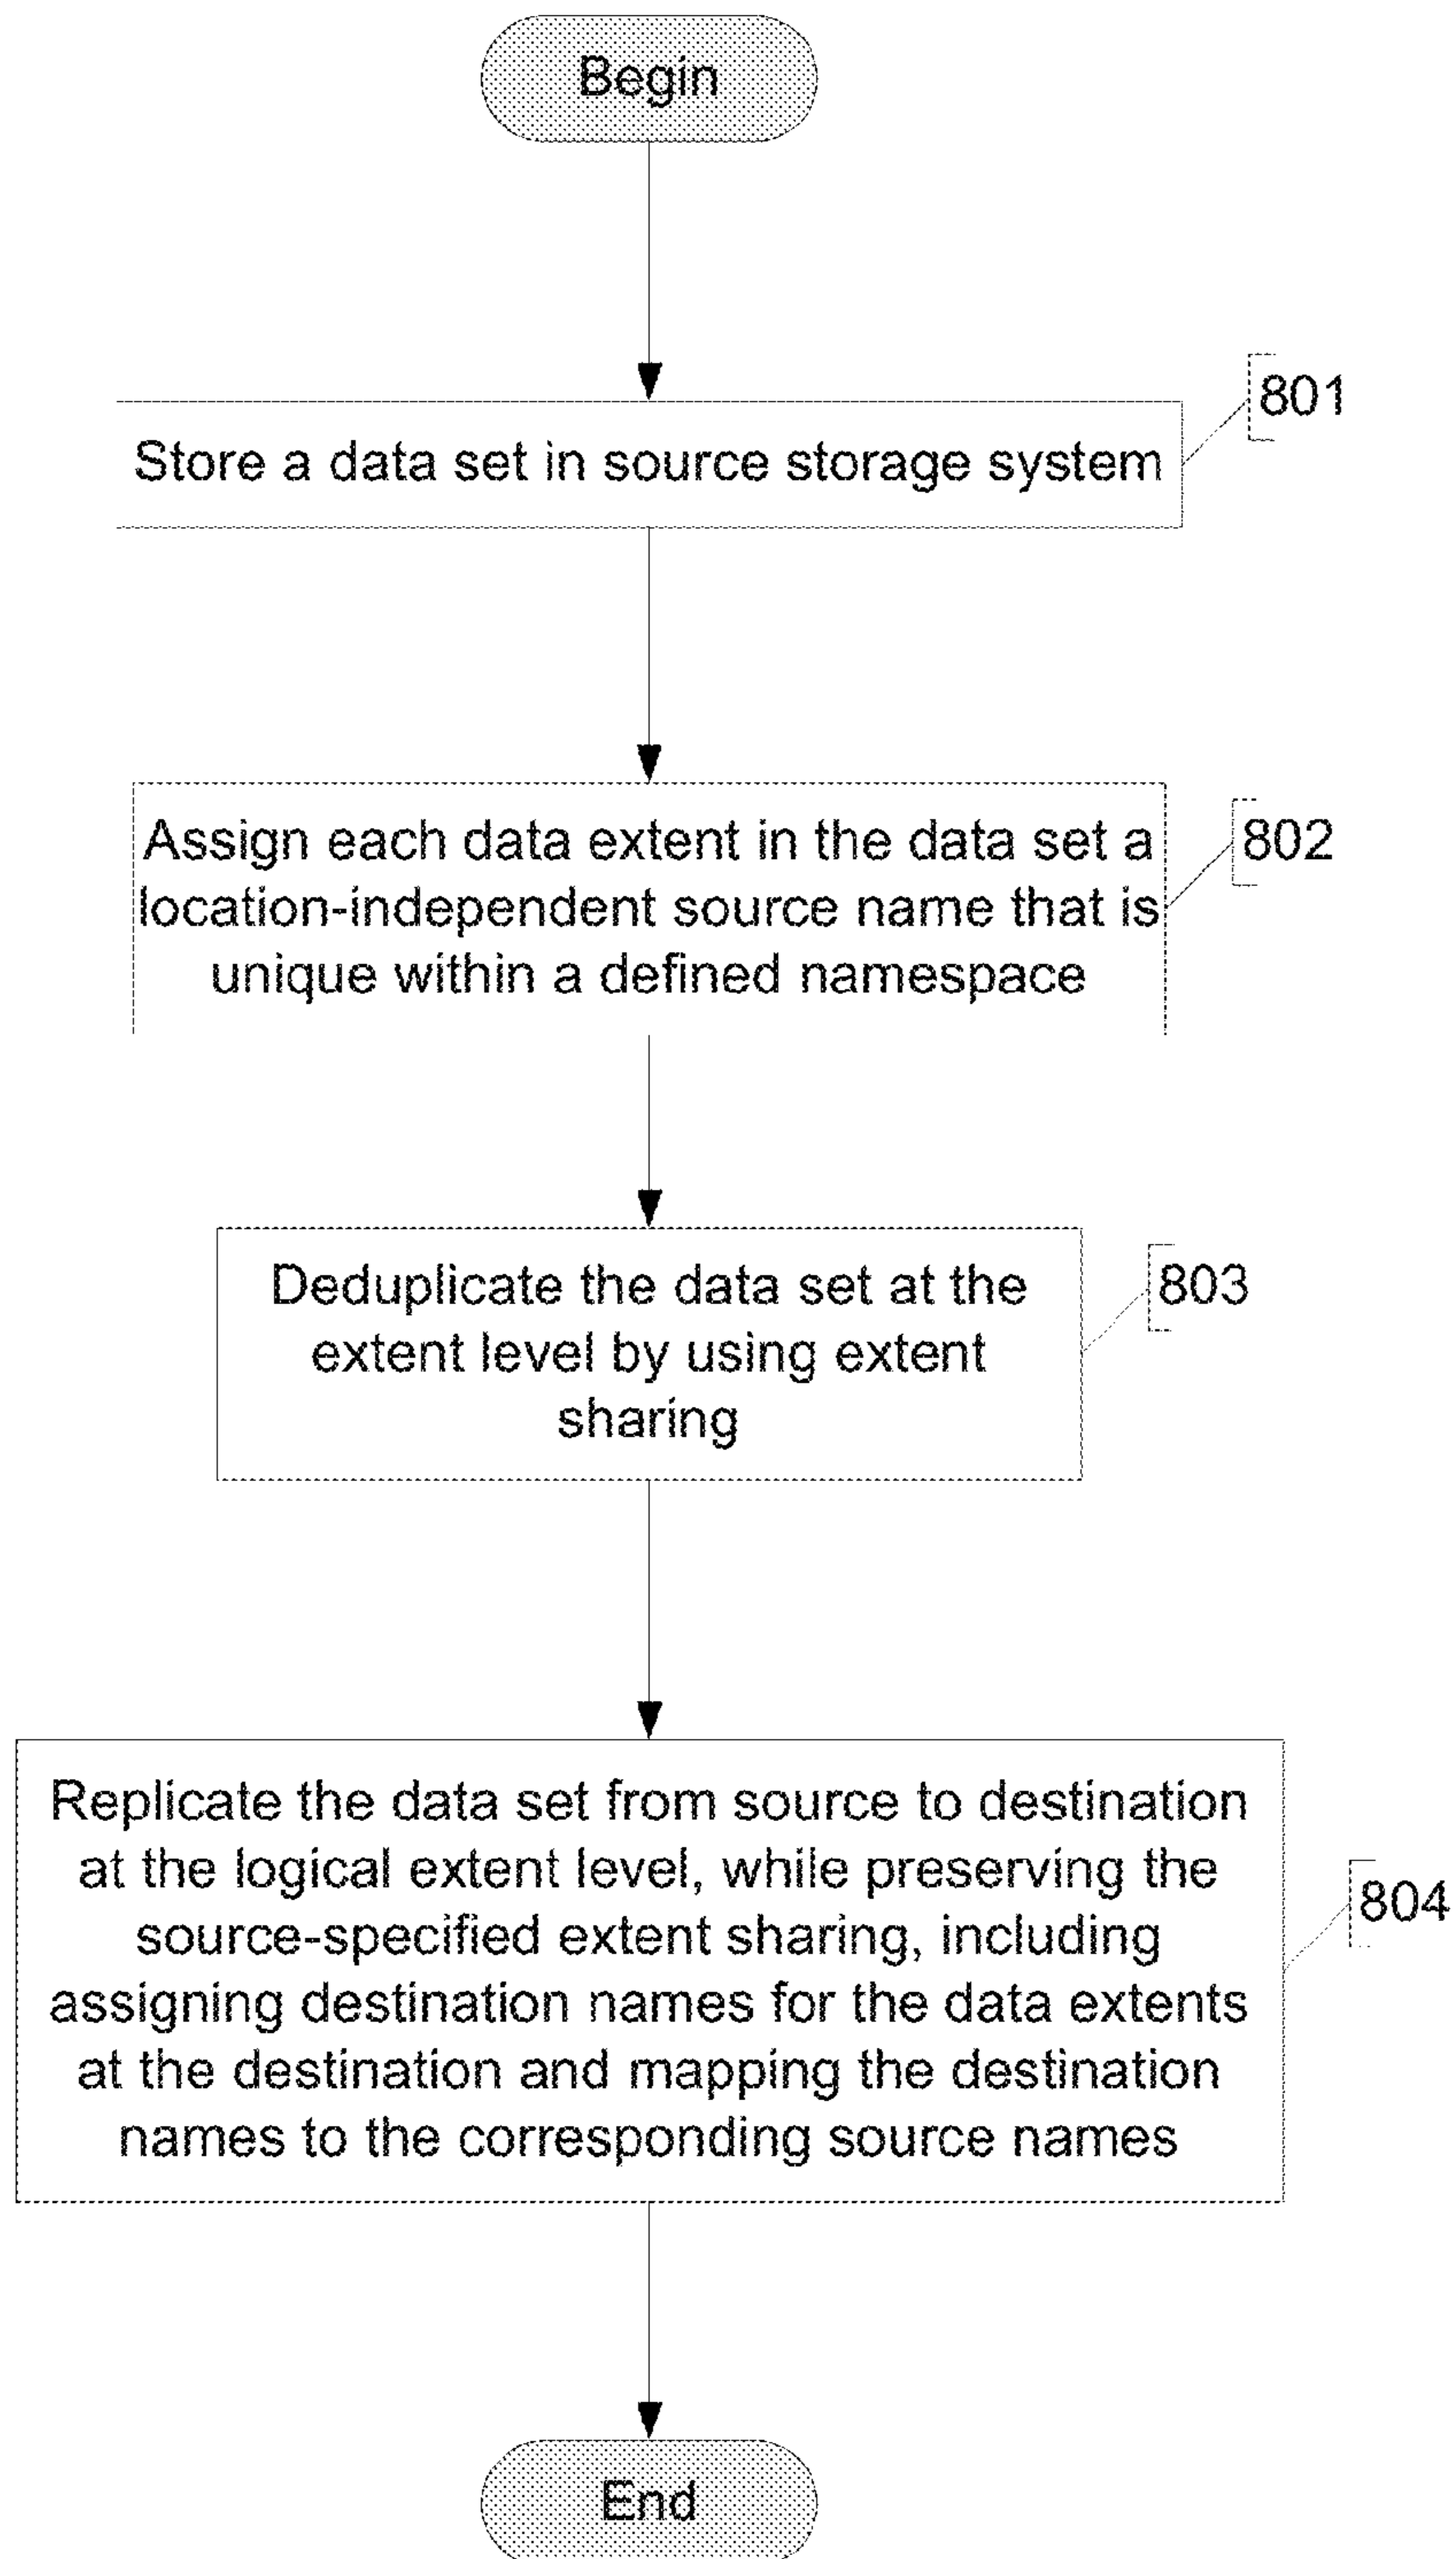 Begin
801
Store a data set in source storage system
802
Assign each data extent in the data set a
location-independent source name that is
unique within a defined namespace
803
Deduplicate the data set at the
extent level by using extent
sharing
804
Replicate the data set from source to destination
at the logical extent level, while preserving the
source-specified extent sharing, including
assigning destination names for the data extents
at the destination and mapping the destination
names to the corresponding source names
End